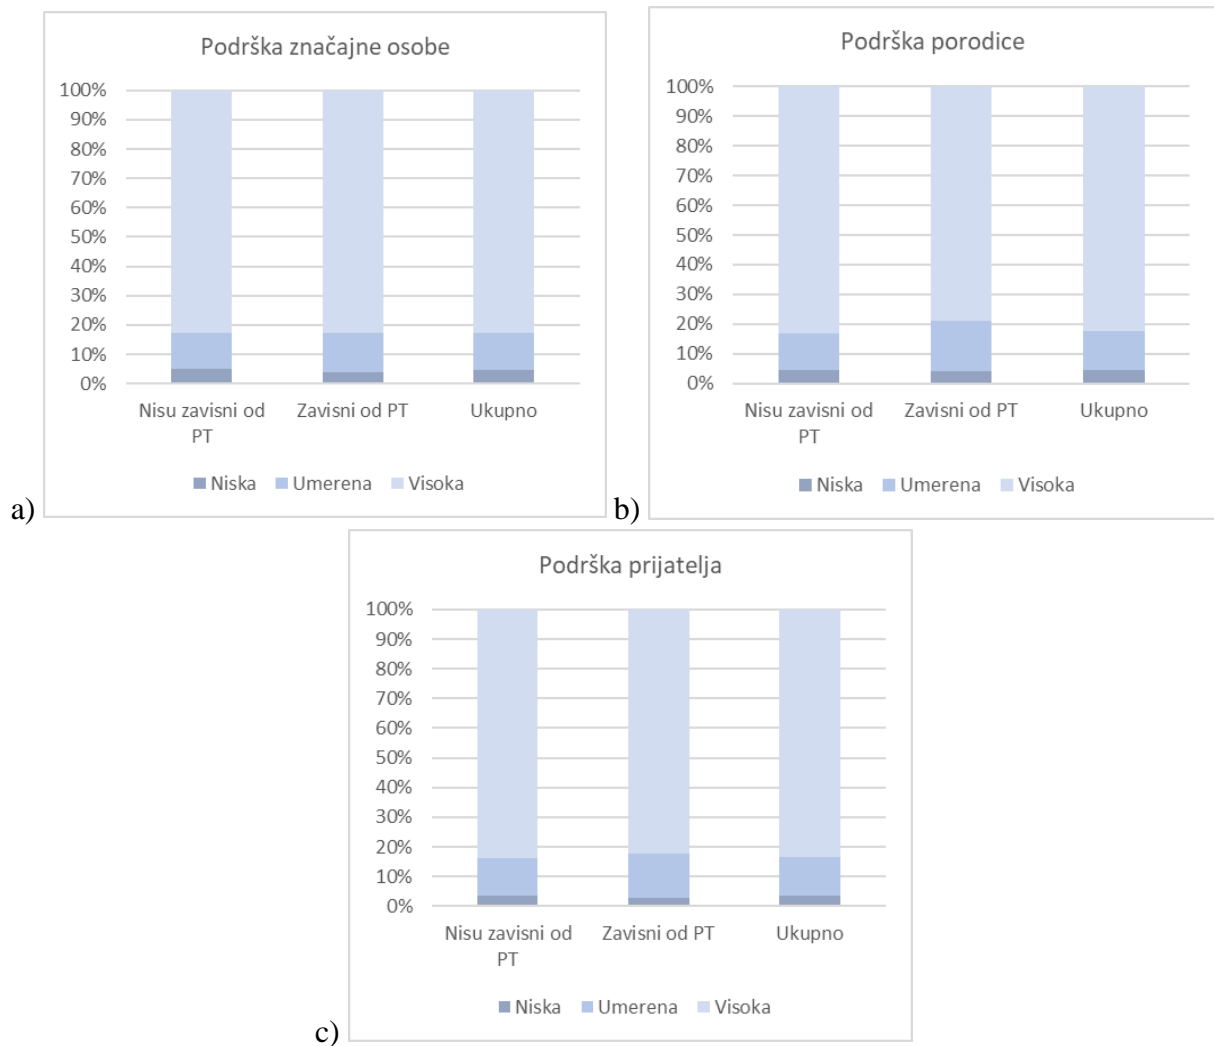 Podrška značajne osobe
100%
90%
80%
70%
60%
50%
40%
30%
20%
10%
0%
Nisu zavisni od
PT
Zavisni od PT
Ukupno
Niska Umerena Visoka
a)
Podrška porodice
100%
90%
80%
70%
60%
50%
40%
30%
20%
10%
0%
Nisu zavisni od
PT
Zavisni od PT
Ukupno
Niska Umerena Visoka
b)
Podrška prijatelja
100%
90%
80%
70%
60%
50%
40%
30%
20%
10%
0%
Nisu zavisni od
PT
Zavisni od PT
Ukupno
Niska Umerena Visoka
c)